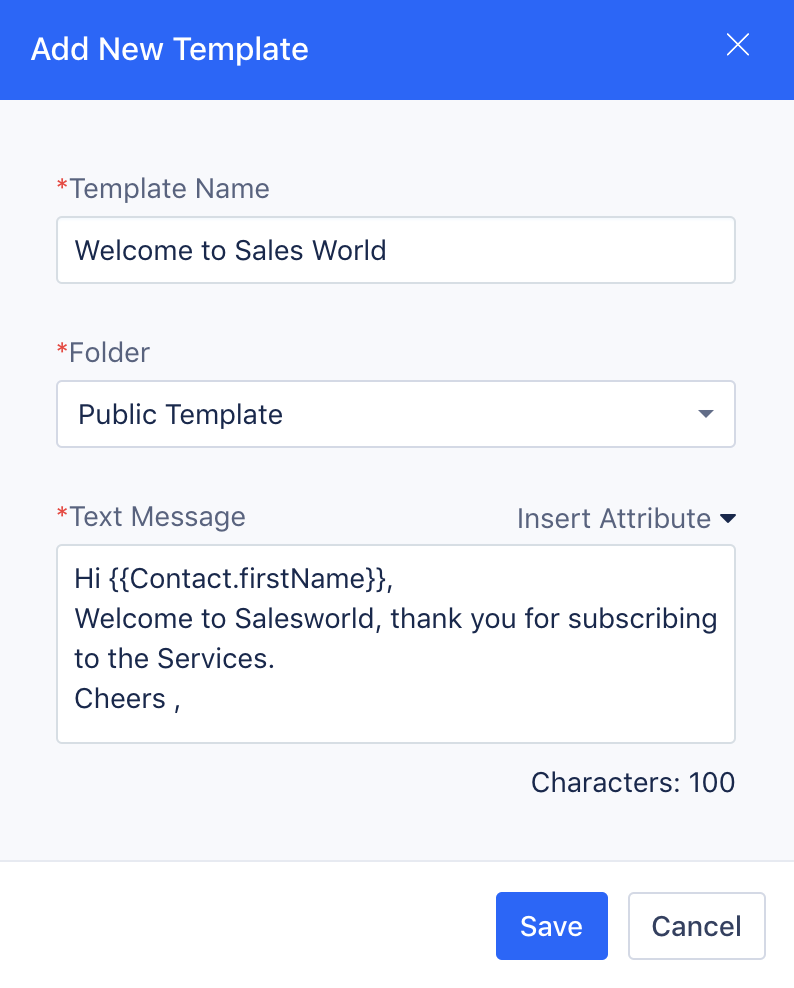 Add New Template
*Template Name
Welcome to Sales World
*Folder
Public Template
*Text Message
Insert Attribute
Hi {{Contact.firstName}},
Welcome to Salesworld, thank you for subscribing
to the Services.
Cheers ,
Characters: 100
Save
Cancel